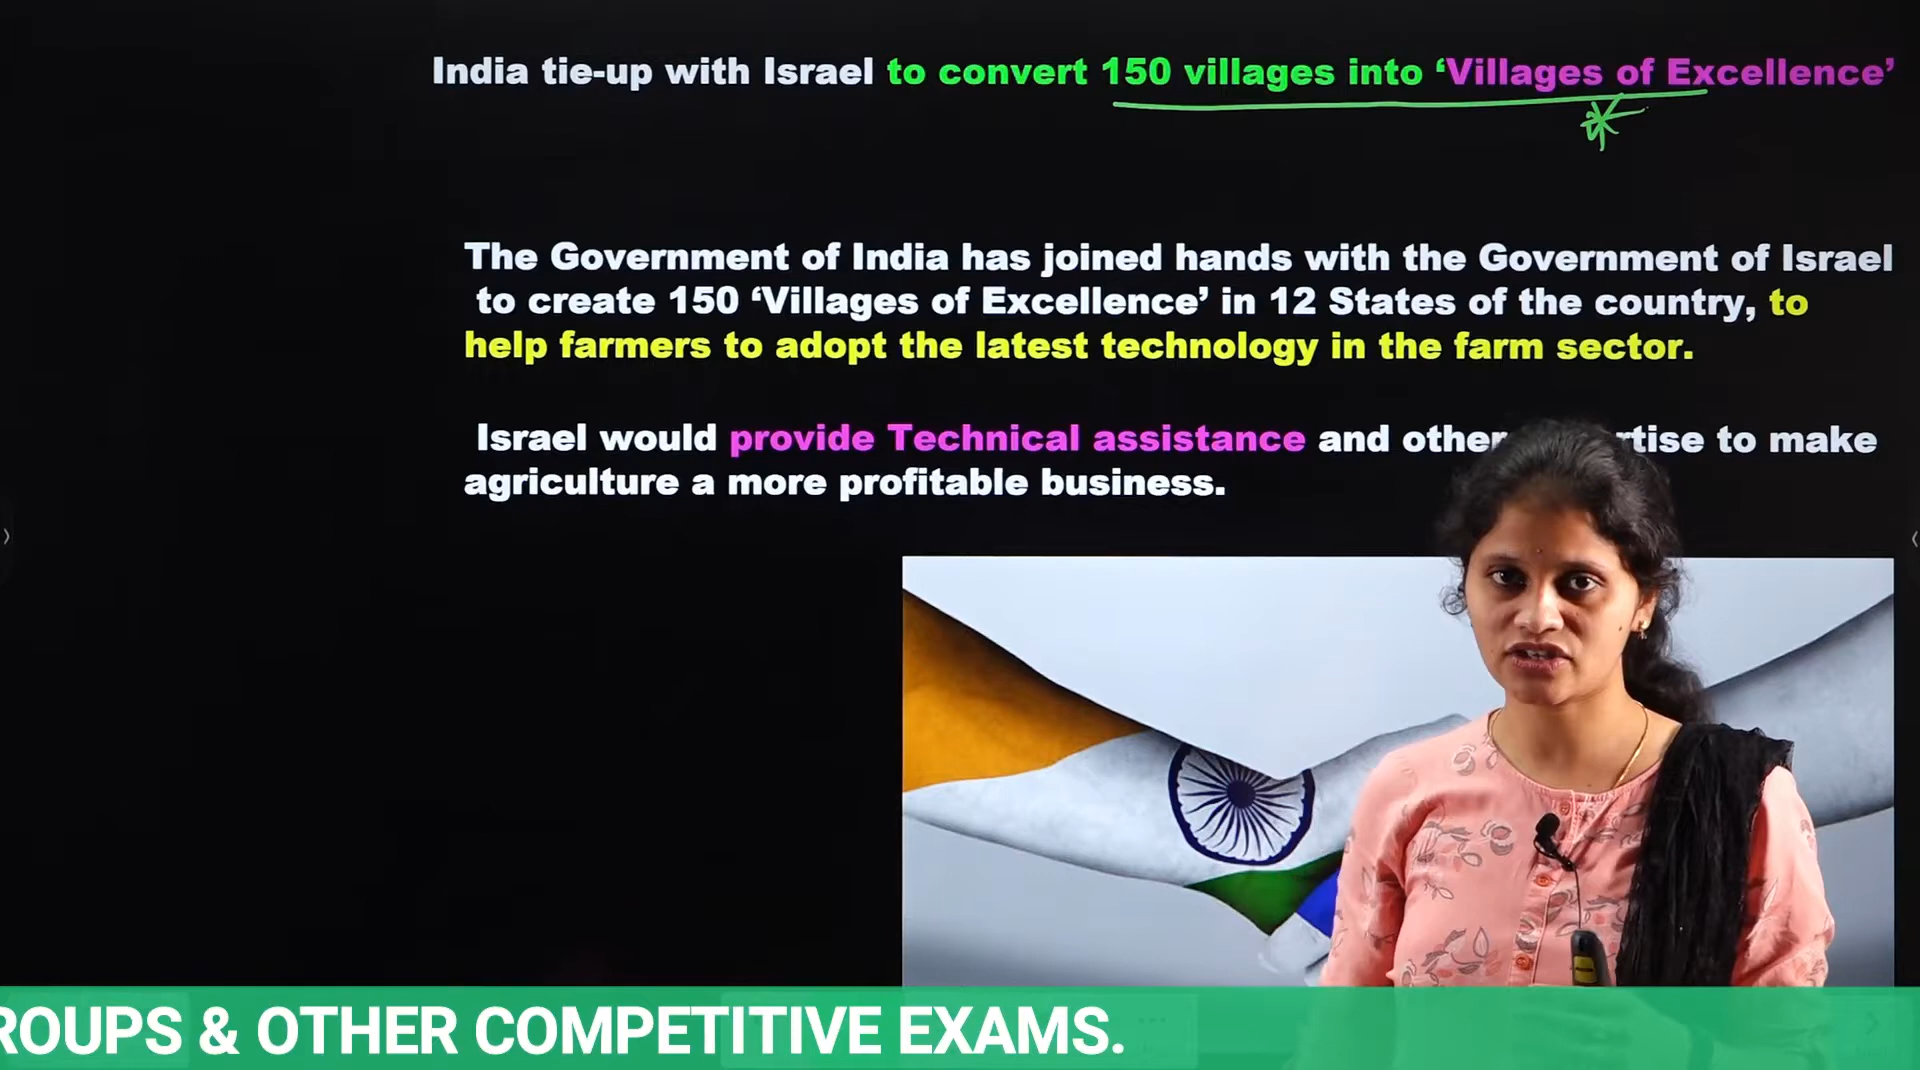 India tie-up with Israel to convert 150 villages into ‘Villages of Excellence’
The Government of India has joined hands with the Government of Israel
to create 150 ‘Villages of Excellence’ in 12 States of the country, to
help farmers to adopt the latest technology in the farm sector.
Israel would provide Technical assistance and other to make
agriculture a more profitable business.
& OTHER COMPETITIVE EXAMS.